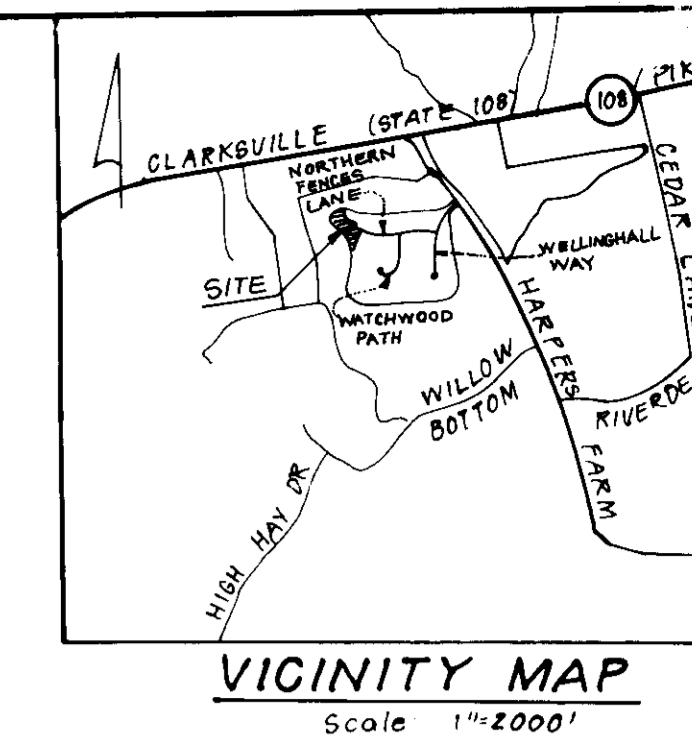 CLARKSVILLE (STATE 108) 108 PIK
NORTHERN
FENCES
LANE
CEDAR
WELLINGHALL
WAY
SITE
WATCHWOOD
PATH
HARPERS
FARM
WILLOW
BOTTOM
RIVERDE
HIGH HAY DR
VICINITY MAP
Scale 1"=2000'